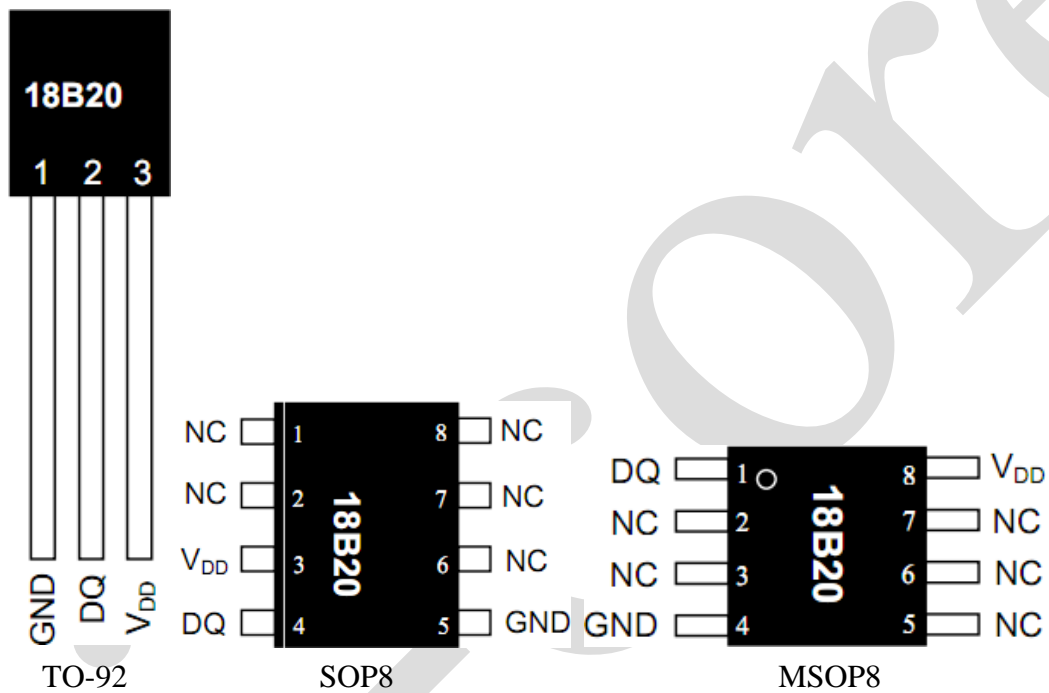 18B20
1 2 3
GND DQ VDD
TO-92
NC 1 8 NC
NC 2 7 NC
VDD 3 6 NC
DQ 4 5 GND
18B20
SOP8
DQ 1 8 VDD
NC 2 7 NC
NC 3 6 NC
GND 4 5 NC
18B20
MSOP8